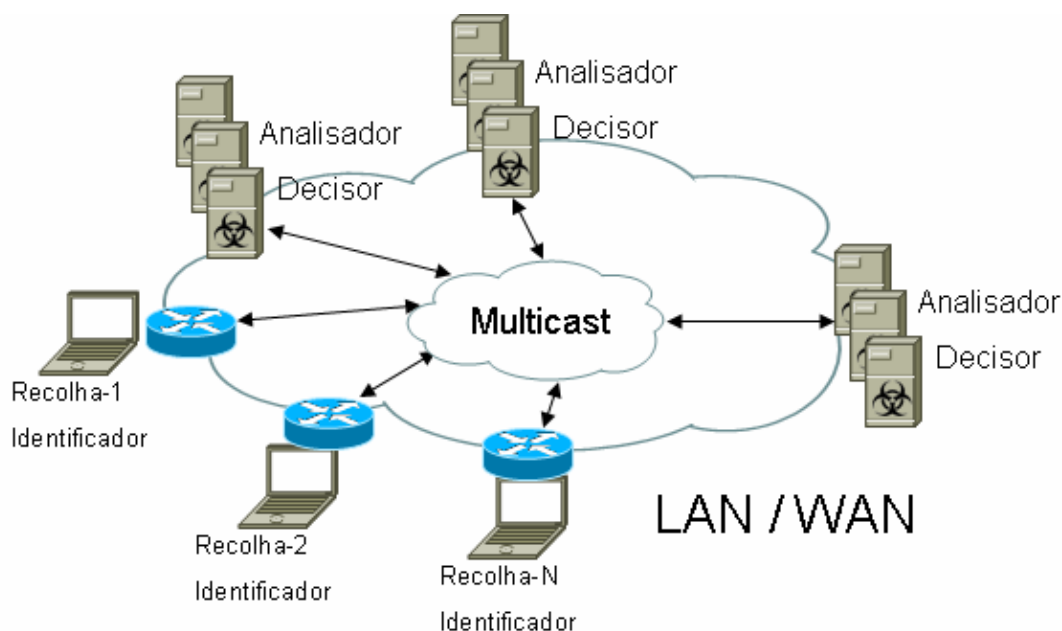 Analisador
Decisor
Analisador
Decisor
Analisador
Decisor
Multicast
Recolha-1
Identificador
Recolha-2
Identificador
Recolha-N
Identificador
LAN / WAN